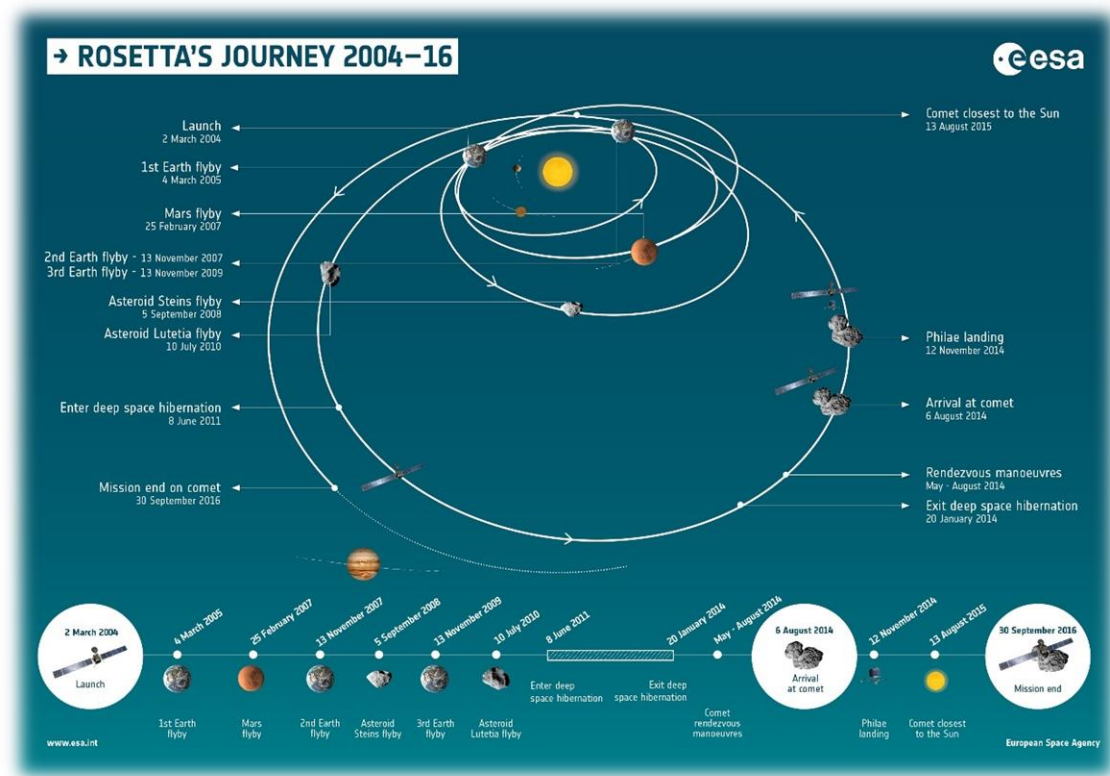 → ROSETTA'S JOURNEY 2004–16
esa
Launch
2 March 2004
1st Earth flyby
4 March 2005
Mars flyby
25 February 2007
2nd Earth flyby - 13 November 2007
3rd Earth flyby - 13 November 2009
Asteroid Steins flyby
5 September 2008
Asteroid Lutetia flyby
10 July 2010
Enter deep space hibernation
8 June 2011
Mission end on comet
30 September 2016
Comet closest to the Sun
13 August 2015
Philae landing
12 November 2014
Arrival at comet
6 August 2014
Rendezvous manoeuvres
May - August 2014
Exit deep space hibernation
20 January 2014
2 March 2004
Launch
4 March 2005
1st Earth
flyby
25 February 2007
Mars
flyby
13 November 2007
2nd Earth
flyby
5 September 2008
Asteroid
Steins flyby
13 November 2009
3rd Earth
flyby
10 July 2010
Asteroid
Lutetia flyby
8 June 2011
Enter deep
space hibernation
20 January 2014
Exit deep
space hibernation
May - August 2014
Comet
rendezvous
manoeuvres
6 August 2014
Arrival
at comet
12 November 2014
Philae
landing
13 August 2015
Comet closest
to the Sun
30 September 2016
Mission end
www.esa.int
European Space Agency